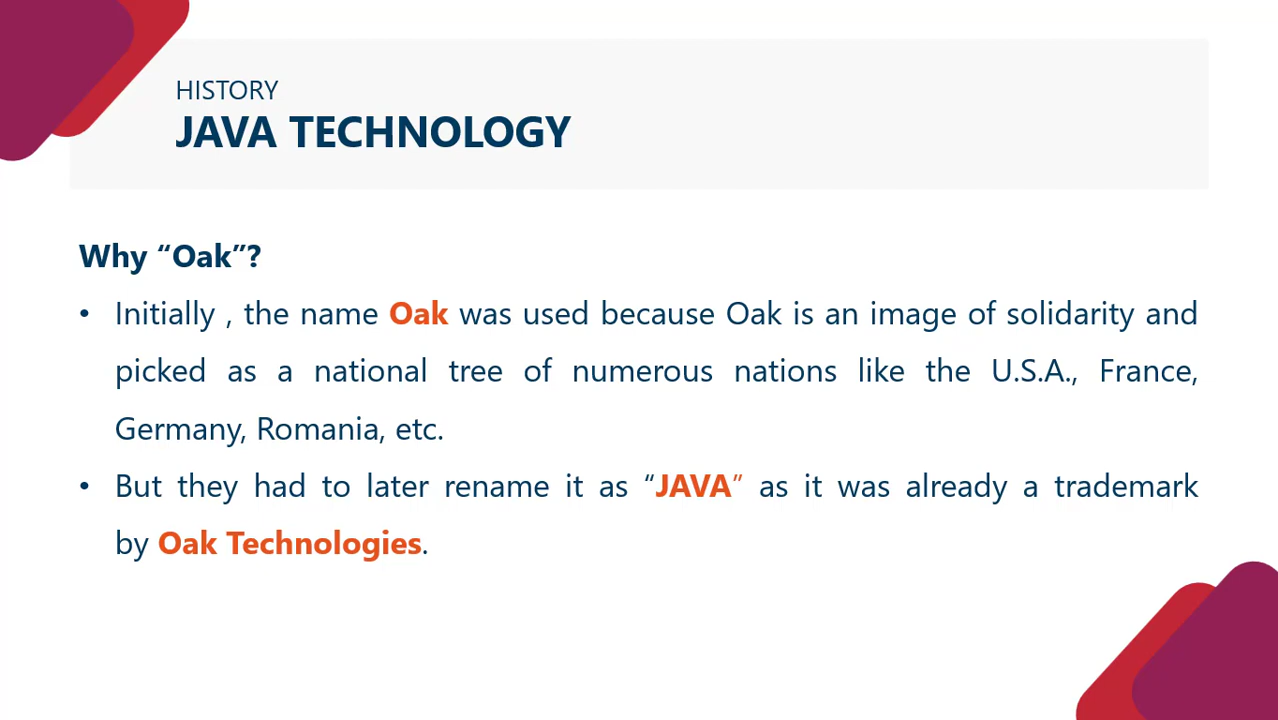 HISTORY
JAVA TECHNOLOGY
Why “Oak”?
• Initially , the name Oak was used because Oak is an image of solidarity and
picked as a national tree of numerous nations like the U.S.A., France,
Germany, Romania, etc.
• But they had to later rename it as “JAVA” as it was already a trademark
by Oak Technologies.